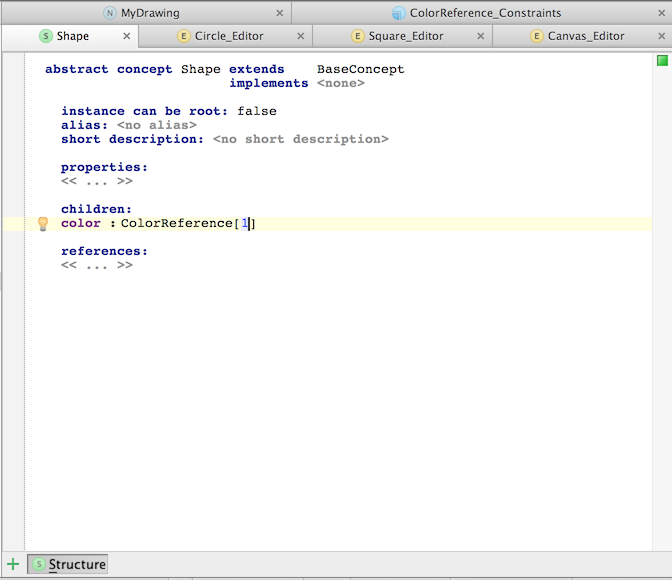 N MyDrawing ColorReference_Constraints
S Shape E Circle_Editor E Square_Editor E Canvas_Editor
abstract concept Shape extends BaseConcept
implements <none>
instance can be root: false
alias: <no alias>
short description: <no short description>
properties:
<< ... >>
children:
color : ColorReference[1]
references:
<< ... >>
S Structure